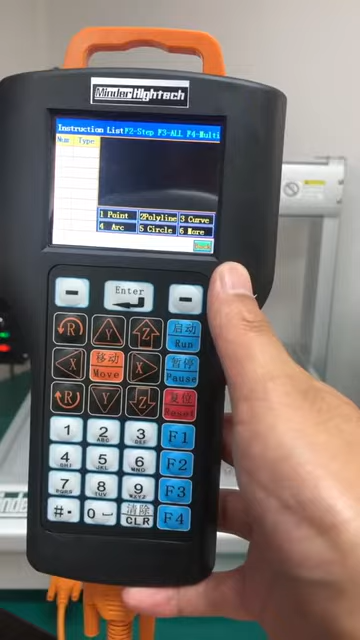 Minder Hightech
Instruction List F2-Step F3-ALL F4-Multi
Num Type
1 Point 2Polyline 3 Curve
4 Arc 5 Circle 6 More
- Enter -
R Y Z 启动 Run
X 移动 Move X 暂停 Pause
R Y Z 复位 Reset
1 2 ABC 3 DEF F1
4 GHI 5 JKL 6 MNO F2
7 PQRS 8 TUV 9 WXYZ F3
# · 0 清除 CLR F4
Minder